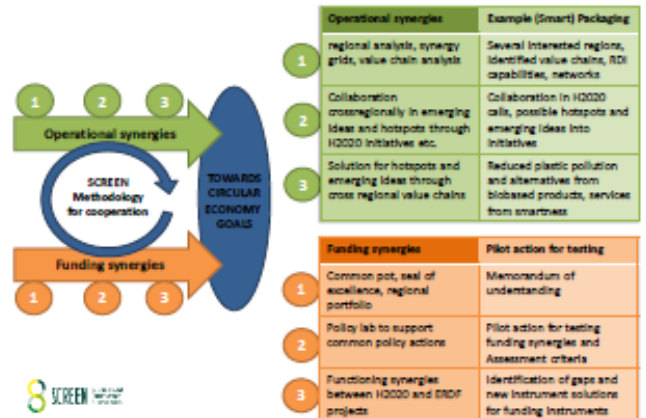 1 2 3
Operational synergies
SCREEN
Methodology
for cooperation
TOWARDS
CIRCULAR
ECONOMY
GOALS
Funding synergies
1 2 3
SCREEN
Operational synergies Example (Smart) Packaging
1
regional analysis, synergy
grids, value chain analysis
Several interested regions,
identified value chains, RDI
capabilities, networks
2
Collaboration
crossregionally in emerging
ideas and hotspots through
H2020 initiatives etc.
Collaboration in H2020
calls, possible hotspots and
emerging ideas into
initiatives
3
Solution for hotspots and
emerging ideas through
cross regional value chains
Reduced plastic pollution
and alternatives from
biobased products, services
from smartness
Funding synergies Pilot action for testing
1
Common pot, seal of
excellence, regional
portfolio
Memorandum of
understanding
2
Policy lab to support
common policy actions
Pilot action for testing
funding synergies and
Assessment criteria
3
Functioning synergies
between H2020 and ERDF
projects
Identification of gaps and
new instrument solutions
for funding instruments